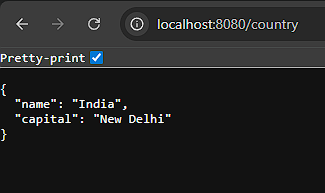 localhost:8080/country
Pretty-print
{
  "name": "India",
  "capital": "New Delhi"
}